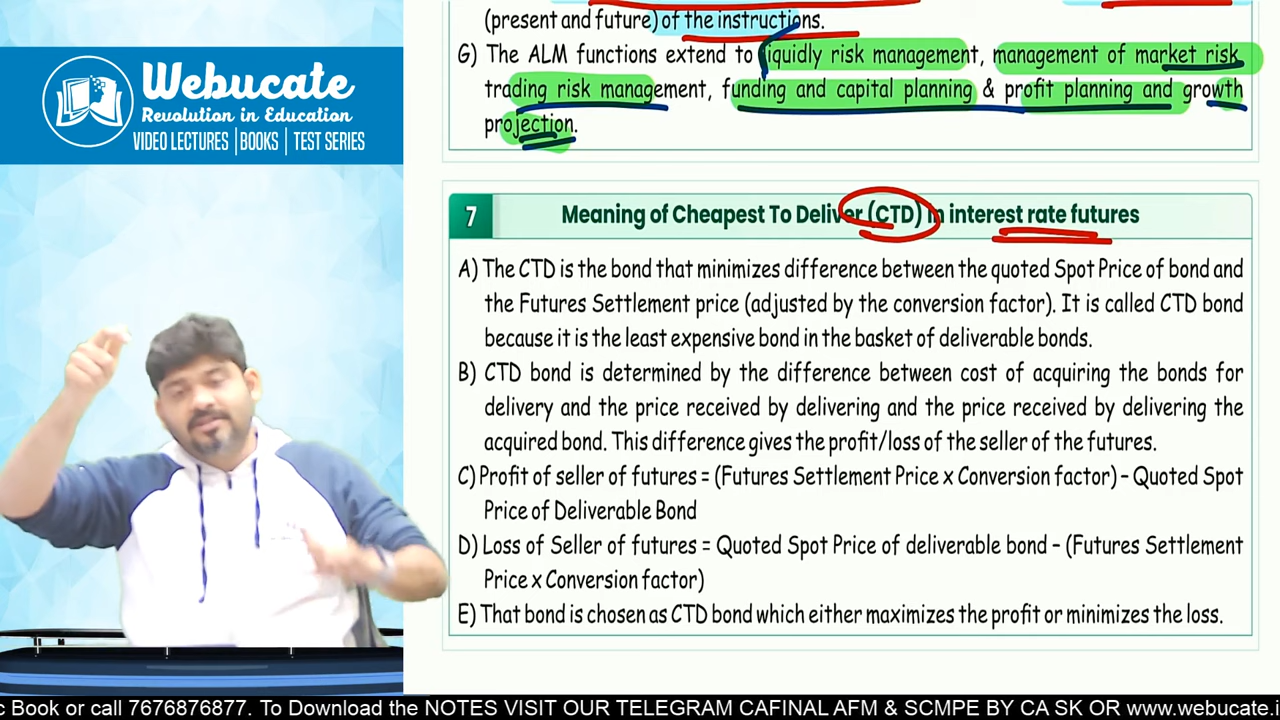 Webucate
Revolution in Education
VIDEO LECTURES | BOOKS | TEST SERIES
(present and future) of the instructions.
G) The ALM functions extend to liquidly risk management, management of market risk
trading risk management, funding and capital planning & profit planning and growth
projection.
7 Meaning of Cheapest To Deliver (CTD) in interest rate futures
A) The CTD is the bond that minimizes difference between the quoted Spot Price of bond and
the Futures Settlement price (adjusted by the conversion factor). It is called CTD bond
because it is the least expensive bond in the basket of deliverable bonds.
B) CTD bond is determined by the difference between cost of acquiring the bonds for
delivery and the price received by delivering and the price received by delivering the
acquired bond. This difference gives the profit/loss of the seller of the futures.
C) Profit of seller of futures = (Futures Settlement Price x Conversion factor) – Quoted Spot
Price of Deliverable Bond
D) Loss of Seller of futures = Quoted Spot Price of deliverable bond – (Futures Settlement
Price x Conversion factor)
E) That bond is chosen as CTD bond which either maximizes the profit or minimizes the loss.
c Book or call 7676876877. To Download the NOTES VISIT OUR TELEGRAM CAFINAL AFM & SCMPE BY CA SK OR www.webucate.i